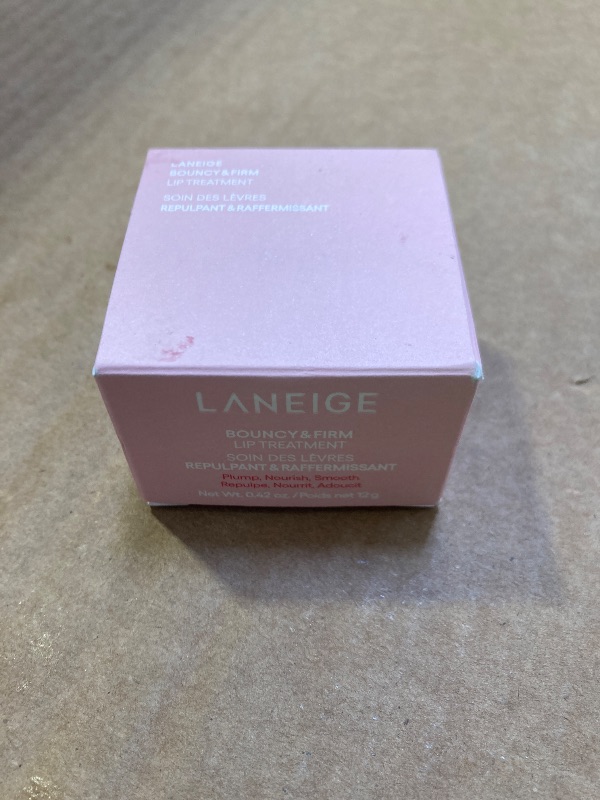 LANEIGE
BOUNCY & FIRM
LIP TREATMENT
SOIN DES LÈVRES
REPULPANT & RAFFERMISSANT
LANEIGE
BOUNCY & FIRM
LIP TREATMENT
SOIN DES LÈVRES
REPULPANT & RAFFERMISSANT
Plump, Nourish, Smooth
Repulpe, Nourrit, Adoucit
Net Wt. 0.42 oz. / Poids net 12 g